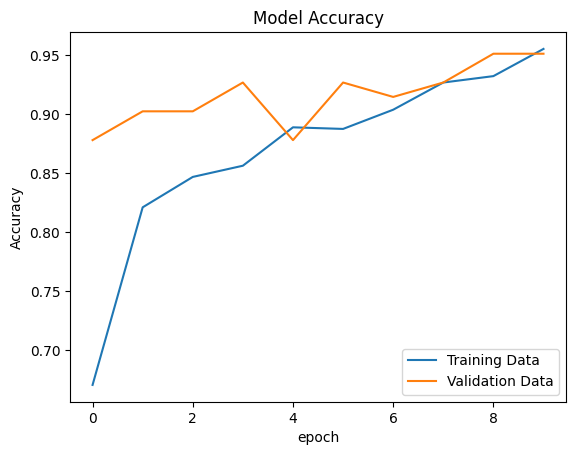 Model Accuracy
Accuracy
0.95
0.90
0.85
0.80
0.75
0.70
0 2 4 6 8
epoch
Training Data
Validation Data